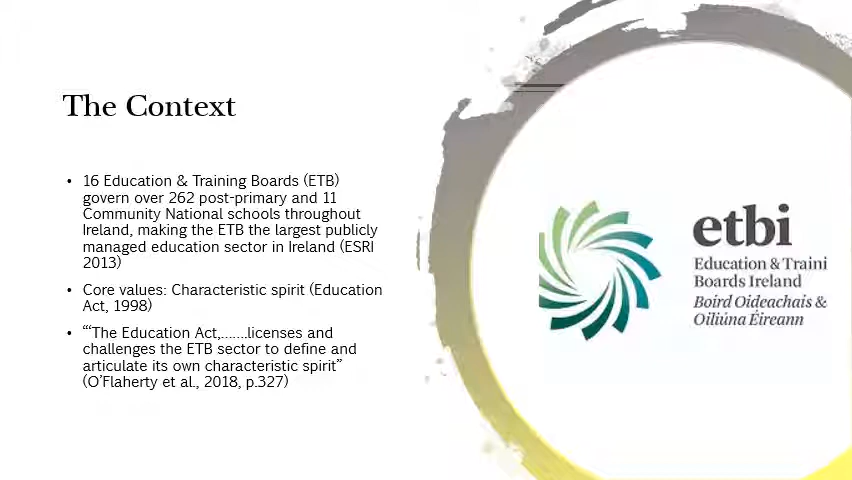 The Context
• 16 Education & Training Boards (ETB)
govern over 262 post-primary and 11
Community National schools throughout
Ireland, making the ETB the largest publicly
managed education sector in Ireland (ESRI
2013)
• Core values: Characteristic spirit (Education
Act, 1998)
• “‘The Education Act,…….licenses and
challenges the ETB sector to define and
articulate its own characteristic spirit”
(O’Flaherty et al., 2018, p.327)
etbi
Education & Traini
Boards Ireland
Boird Oideachais &
Oiliúna Éireann